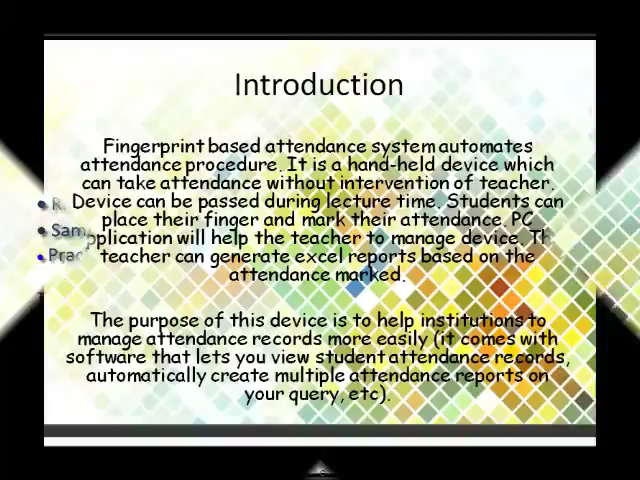 Introduction
Fingerprint based attendance system automates
attendance procedure. It is a hand-held device which
can take attendance without intervention of teacher.
Device can be passed during lecture time. Students can
place their finger and mark their attendance. PC
pplication will help the teacher to manage device. Th
teacher can generate excel reports based on the
attendance marked.
The purpose of this device is to help institutions to
manage attendance records more easily (it comes with
software that lets you view student attendance records,
automatically create multiple attendance reports on
your query, etc).